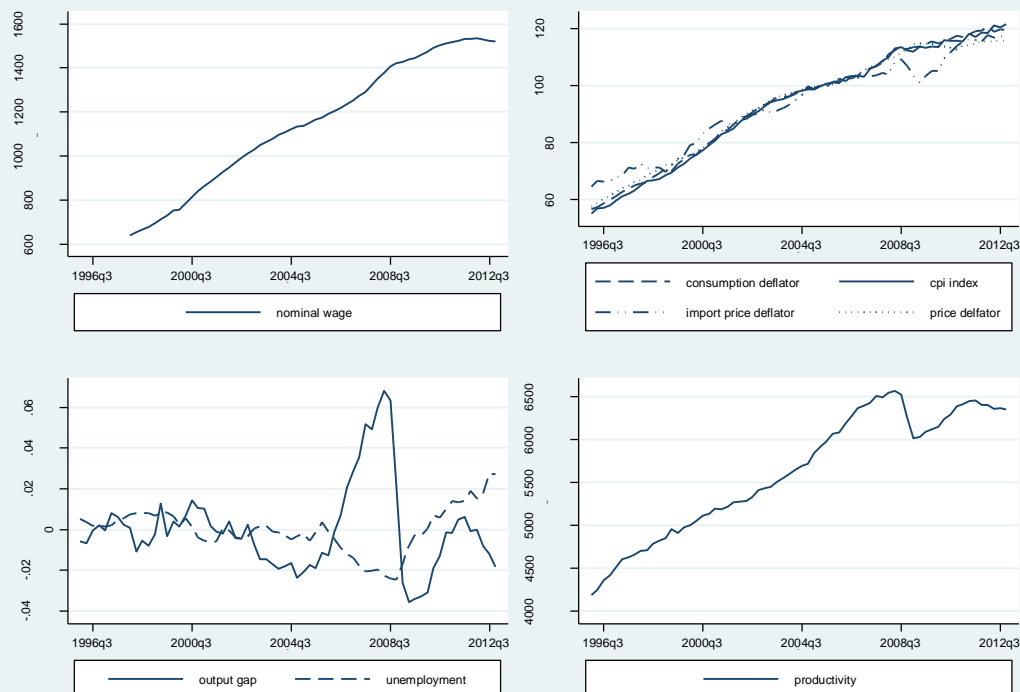 1600
1400
1200
1000
800
600
1996q3 2000q3 2004q3 2008q3 2012q3
nominal wage
120
100
80
60
1996q3 2000q3 2004q3 2008q3 2012q3
consumption deflator cpi index
import price deflator price delfator
.06
.04
.02
0
-.02
-.04
1996q3 2000q3 2004q3 2008q3 2012q3
output gap unemployment
6500
6000
5500
5000
4500
4000
1996q3 2000q3 2004q3 2008q3 2012q3
productivity